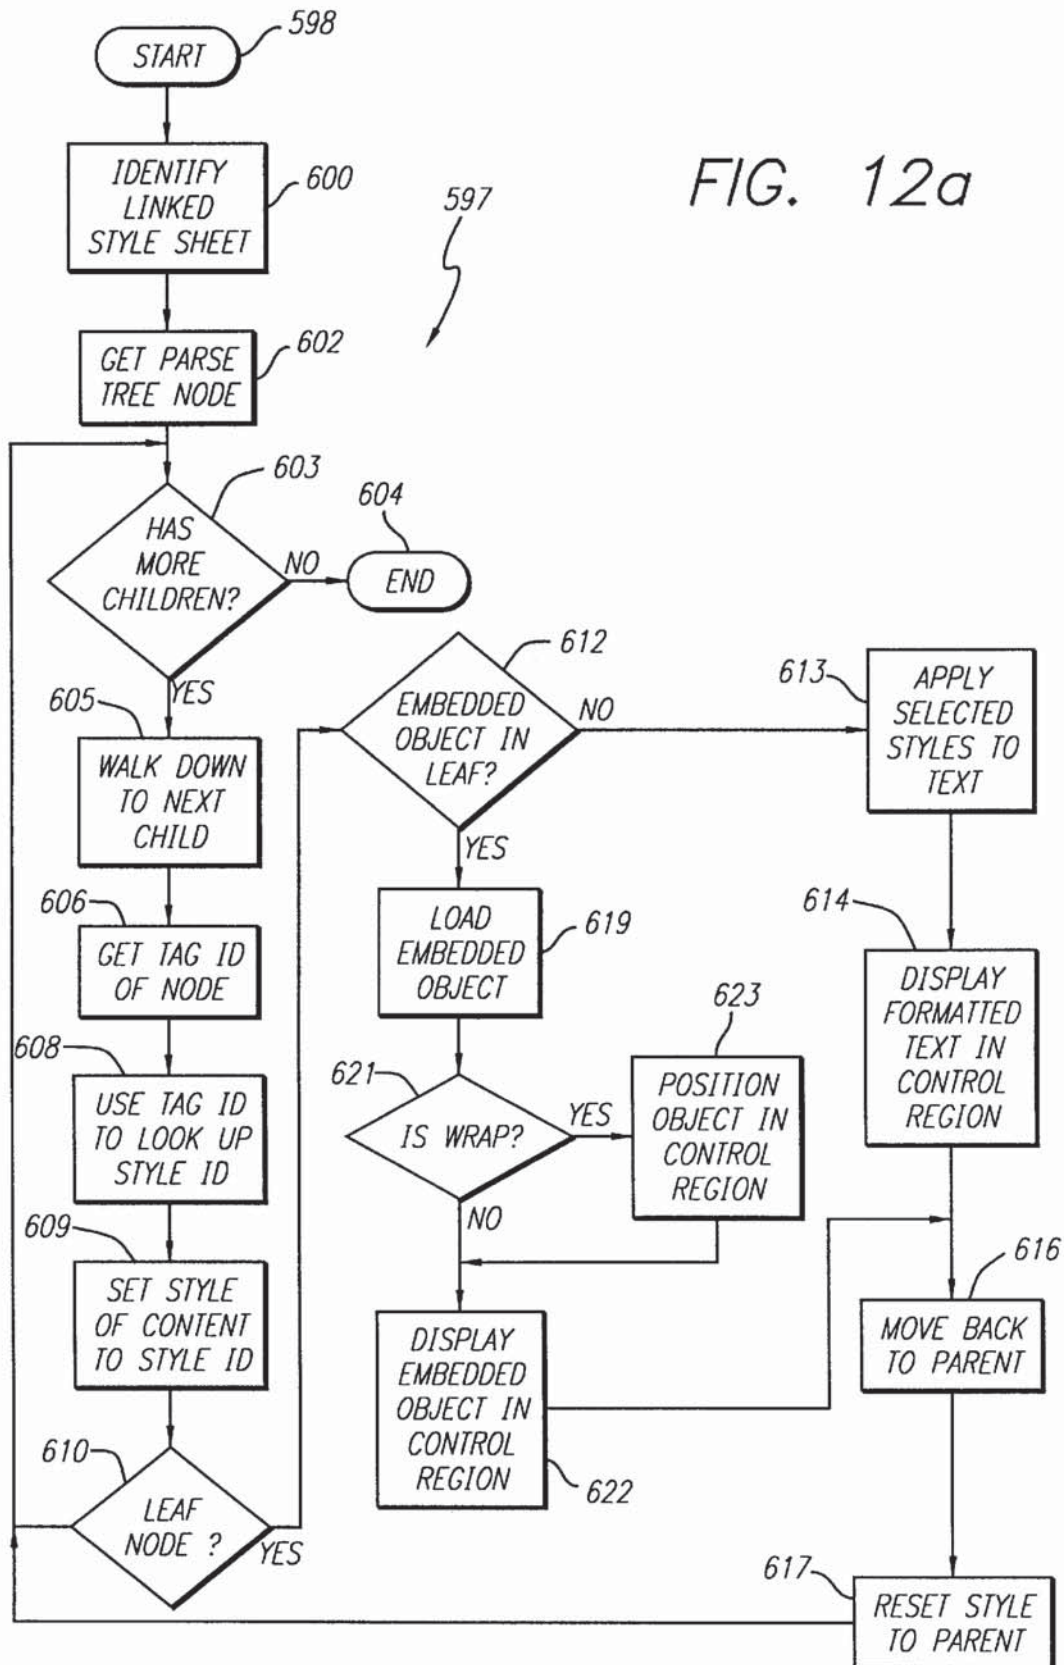 598
START
FIG. 12a
IDENTIFY
LINKED
STYLE SHEET
600
597
GET PARSE
TREE NODE
602
603
HAS
MORE
CHILDREN?
NO
604
END
YES
605
WALK DOWN
TO NEXT
CHILD
606
GET TAG ID
OF NODE
608
USE TAG ID
TO LOOK UP
STYLE ID
609
SET STYLE
OF CONTENT
TO STYLE ID
610
LEAF
NODE ?
YES
612
EMBEDDED
OBJECT IN
LEAF?
NO
YES
613
APPLY
SELECTED
STYLES TO
TEXT
614
DISPLAY
FORMATTED
TEXT IN
CONTROL
REGION
LOAD
EMBEDDED
OBJECT
619
621
IS WRAP?
YES
NO
623
POSITION
OBJECT IN
CONTROL
REGION
DISPLAY
EMBEDDED
OBJECT IN
CONTROL
REGION
622
616
MOVE BACK
TO PARENT
617
RESET STYLE
TO PARENT